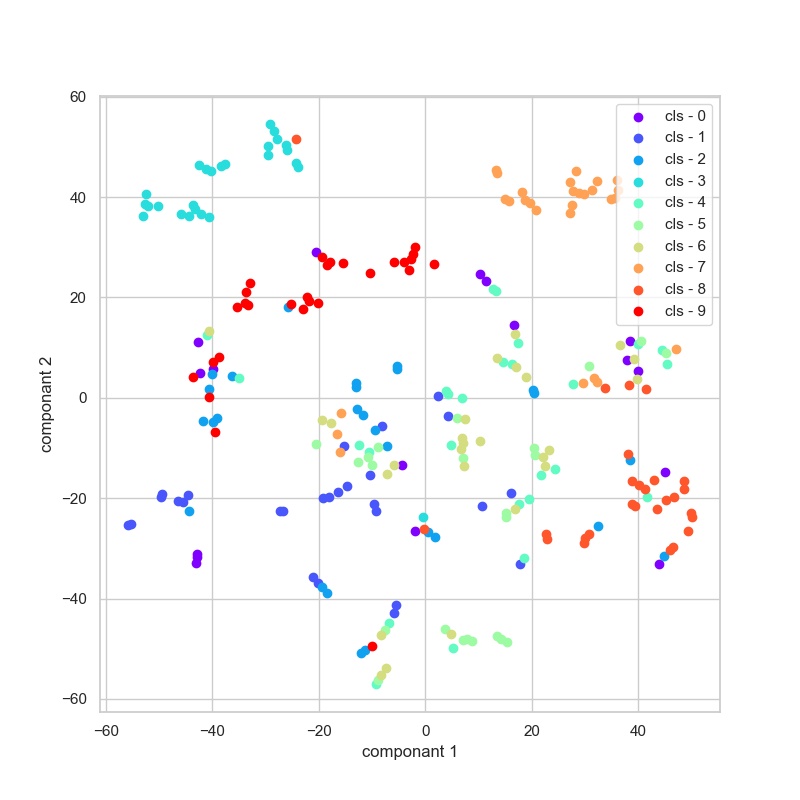 60
40
20
0
−20
−40
−60
componant 2
−60
−40
−20
0
20
40
componant 1
cls - 0
cls - 1
cls - 2
cls - 3
cls - 4
cls - 5
cls - 6
cls - 7
cls - 8
cls - 9